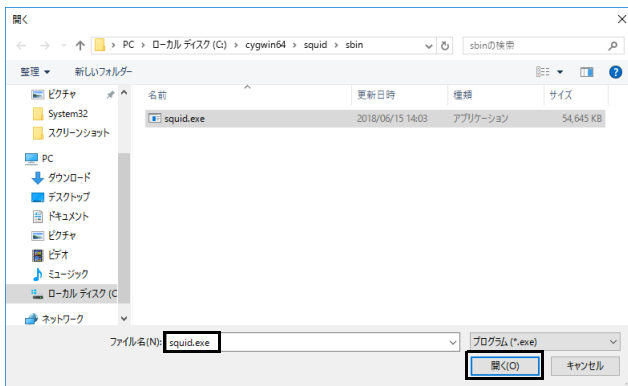 開く
PC › ローカル ディスク (C:) › cygwin64 › squid › sbin
sbinの検索
整理 新しいフォルダー
名前 更新日時 種類 サイズ
squid.exe 2018/06/15 14:03 アプリケーション 54,645 KB
ピクチャ
System32
スクリーンショット
PC
ダウンロード
デスクトップ
ドキュメント
ピクチャ
ビデオ
ミュージック
ローカル ディスク (C
ネットワーク
ファイル名(N): squid.exe プログラム (*.exe)
開く(O) キャンセル